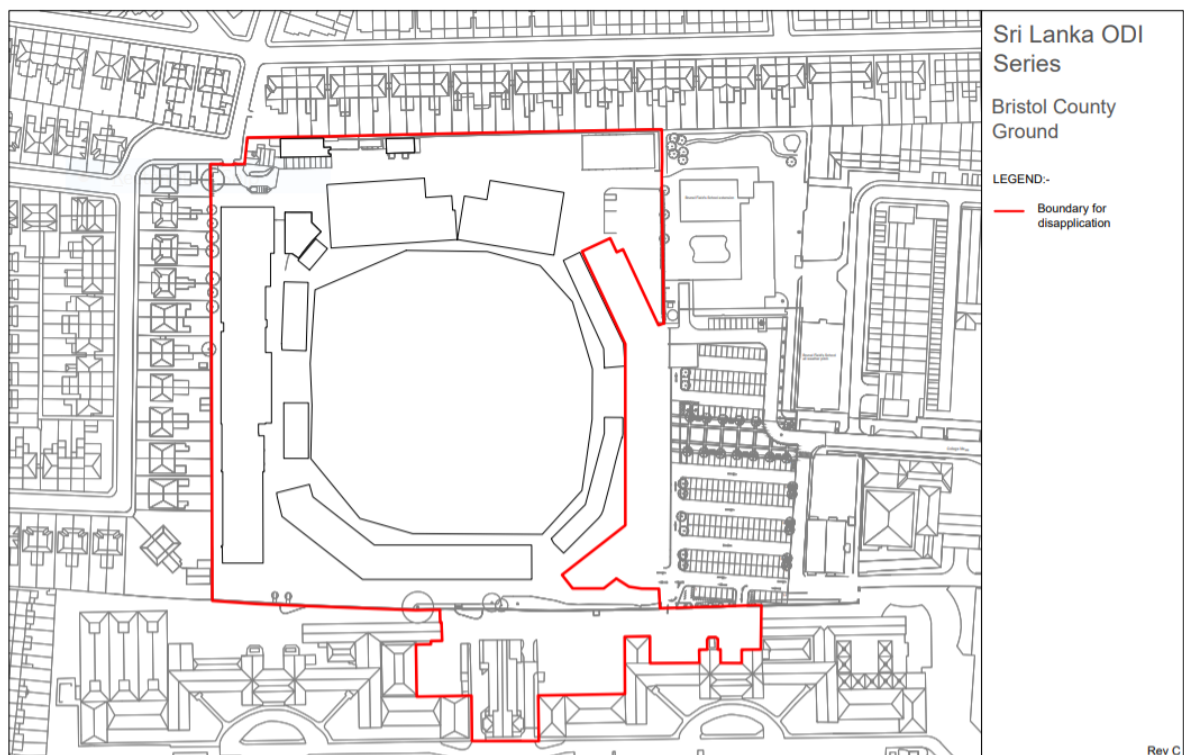 Sri Lanka ODI
Series
Bristol County
Ground
LEGEND:-
Boundary for
disapplication
Rev C